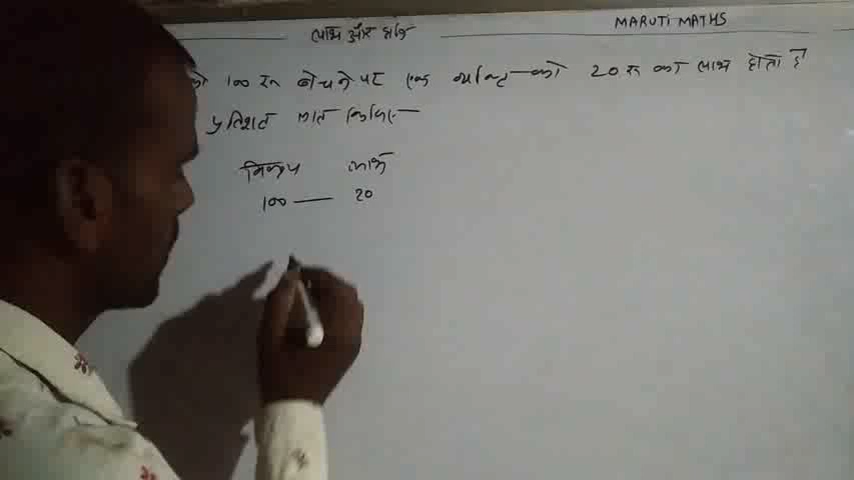 लाभ और हानि
MARUTI MATHS
को 100 रू बेचने पर एक व्यक्ति को 20 रू का लाभ होता है
प्रतिशत ज्ञात किजिए
विक्रय लाभ
100 — 20